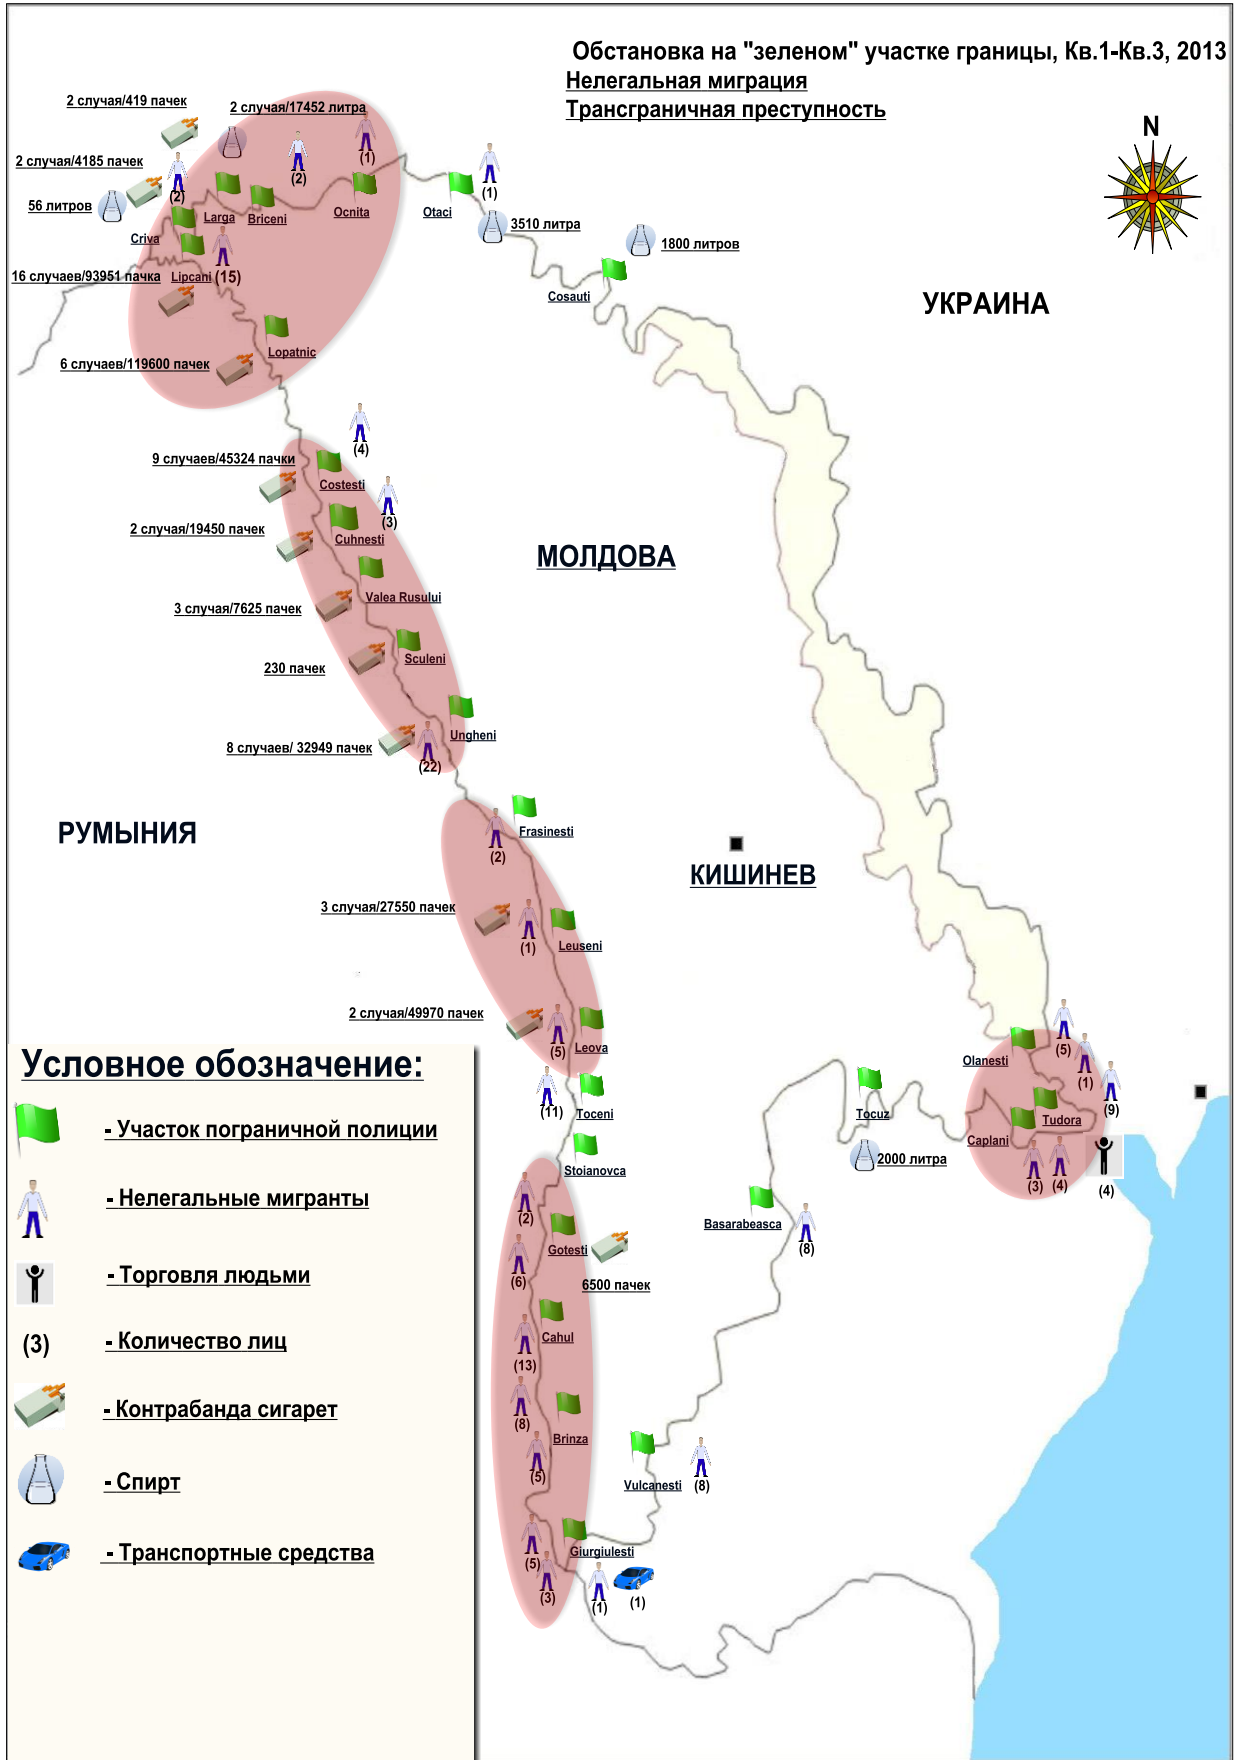 Обстановка на "зеленом" участке границы, Кв.1-Кв.3, 2013
Нелегальная миграция
Трансграничная преступность
N
2 случая/419 пачек
2 случая/17452 литра
(1)
(2)
2 случая/4185 пачек
(2)
(1)
56 литров
Larga
Briceni
Ocnita
Otaci
3510 литра
1800 литров
Criva
16 случаев/93951 пачка
Lipcani
(15)
Cosauti
УКРАИНА
Lopatnic
6 случаев/119600 пачек
(4)
9 случаев/45324 пачки
Costesti
(3)
2 случая/19450 пачек
Cuhnesti
МОЛДОВА
Valea Rusului
3 случая/7625 пачек
Sculeni
230 пачек
Ungheni
8 случаев/ 32949 пачек
(22)
РУМЫНИЯ
Frasinesti
(2)
КИШИНЕВ
3 случая/27550 пачек
Leuseni
(1)
2 случая/49970 пачек
(5)
Leova
(5)
Olanesti
(1)
(11)
Toceni
Tocuz
(9)
Tudora
Caplani
2000 литра
Stoianovca
(3)
(4)
(4)
(2)
Basarabeasca
(8)
Gotesti
(6)
6500 пачек
Cahul
(13)
(8)
Brinza
(5)
Vulcanesti
(8)
Giurgiulesti
(5)
(3)
(1)
(1)
Условное обозначение:
- Участок пограничной полиции
- Нелегальные мигранты
- Торговля людьми
(3)
- Количество лиц
- Контрабанда сигарет
- Спирт
- Транспортные средства